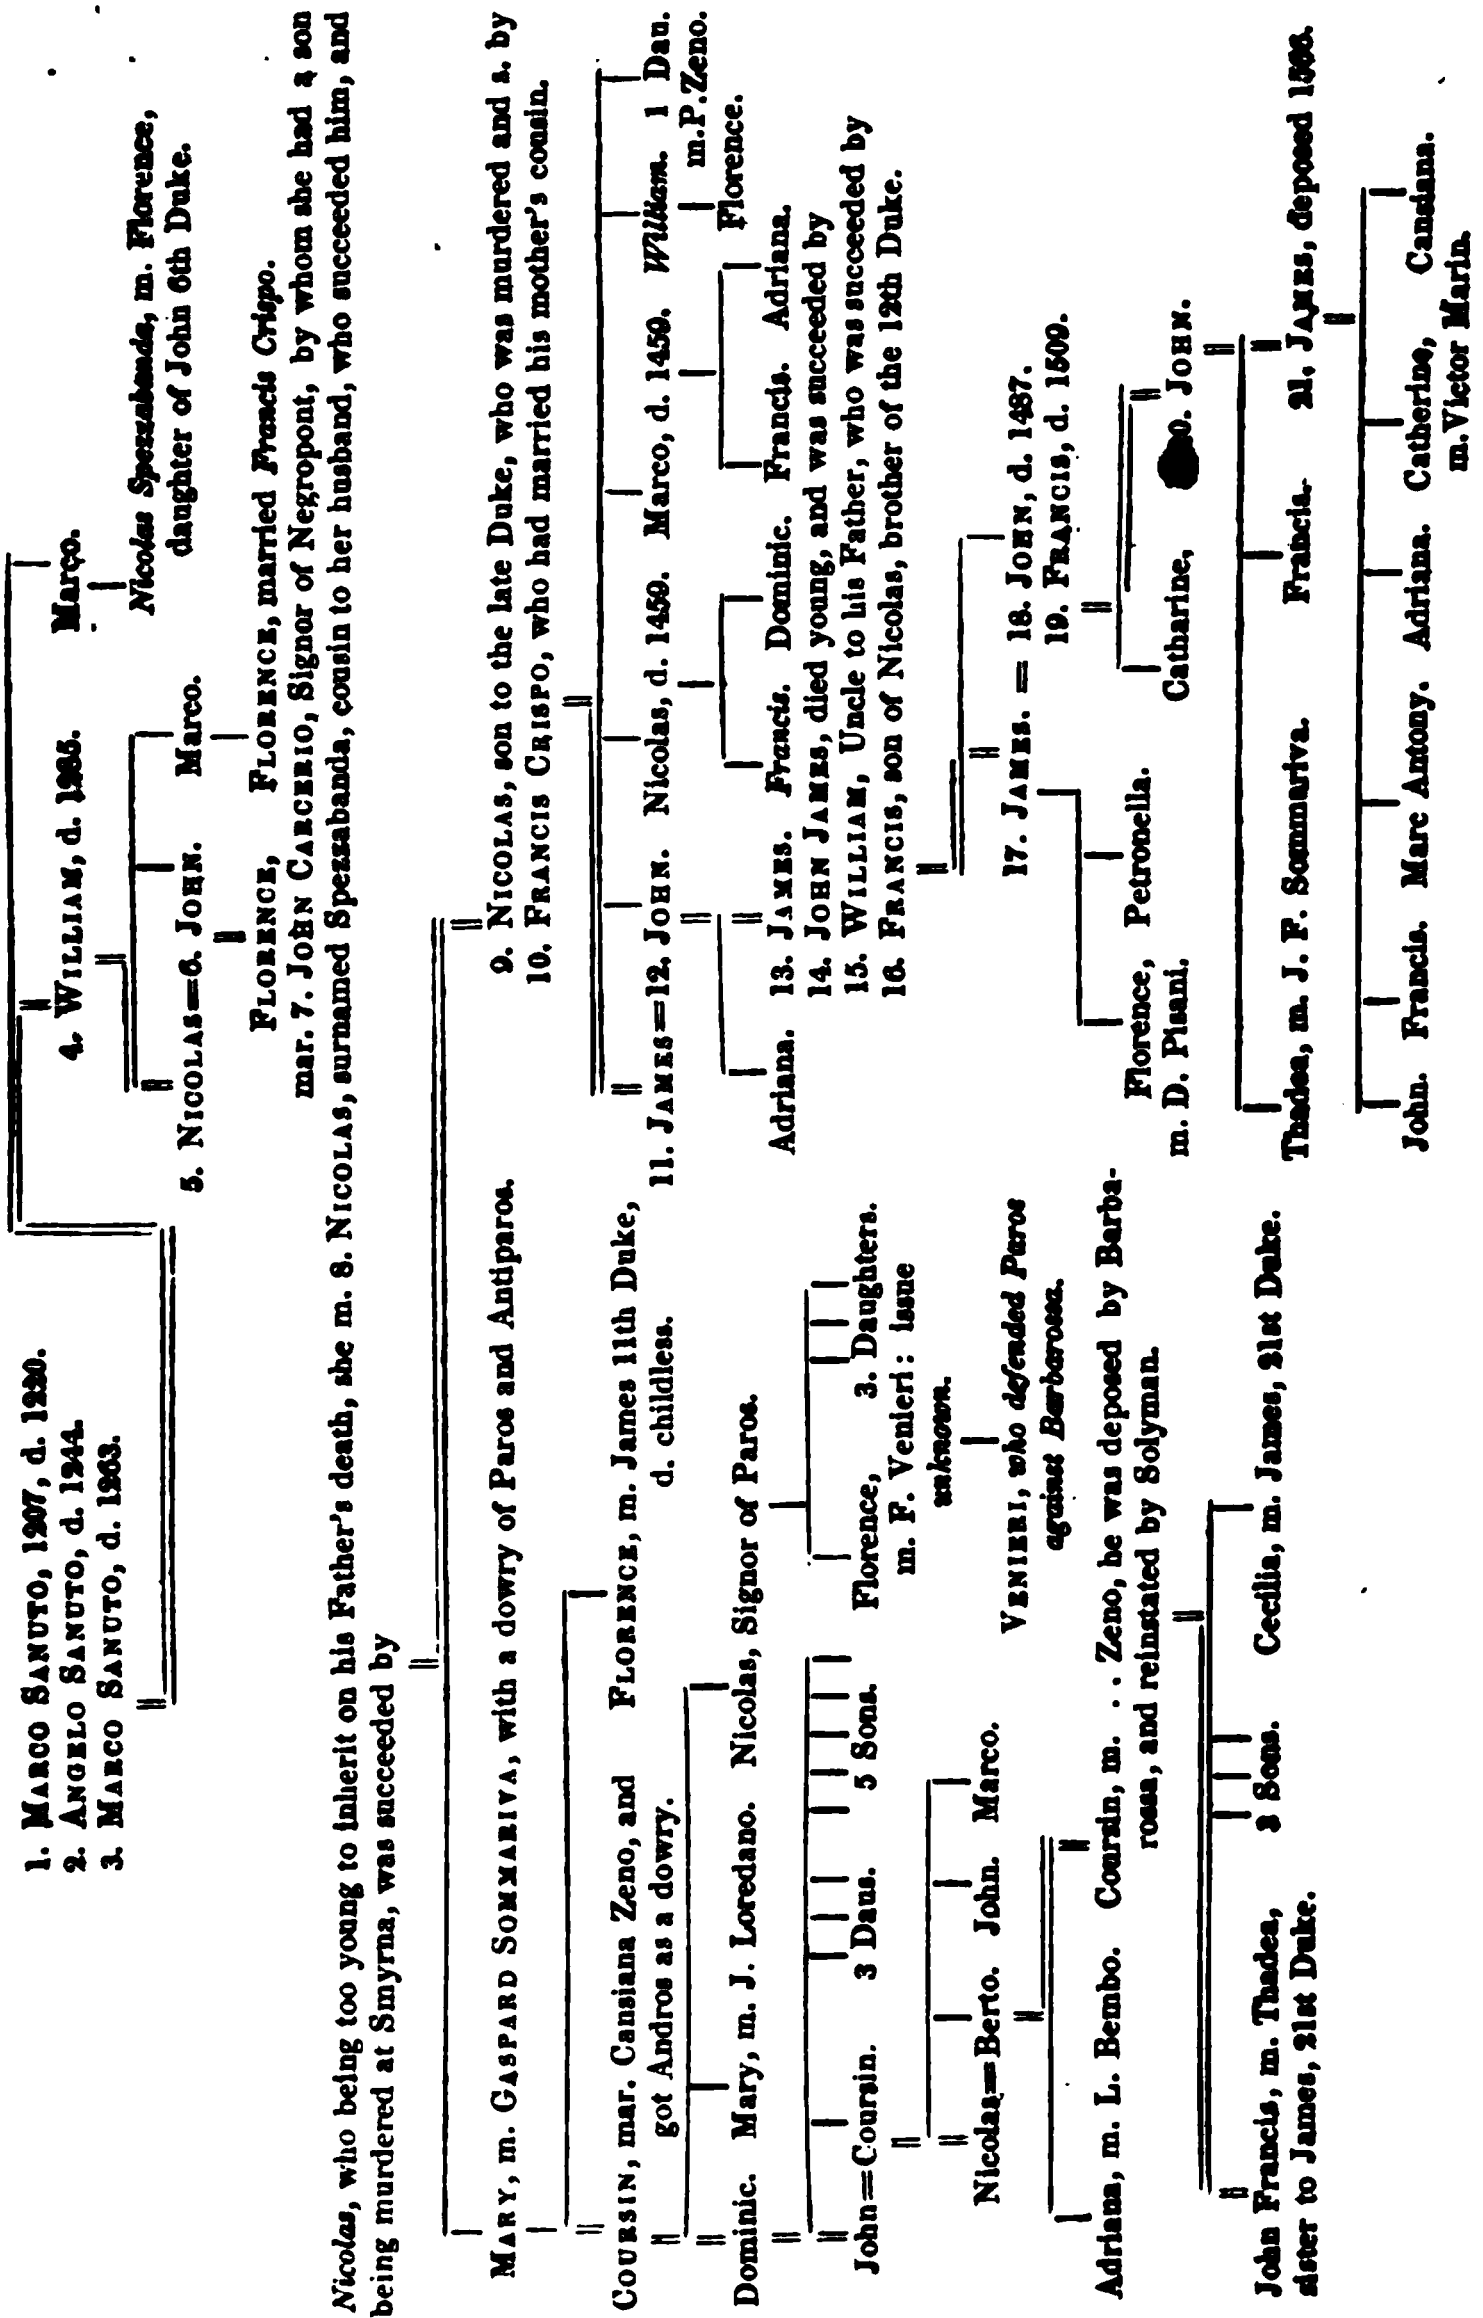 1. MARCO SANUTO, 1207, d. 1220.
2. ANGELO SANUTO, d. 1244.
3. MARCO SANUTO, d. 1263.
4. WILLIAM, d. 1285. Marco.
Nicolas Spezzabanda, m. Florence,
daughter of John 6th Duke.
5. NICOLAS=6. JOHN. Marco.
FLORENCE, FLORENCE, married Francis Crispo.
mar. 7. JOHN CARCERIO, Signor of Negropont, by whom she had a son
Nicolas, who being too young to inherit on his Father's death, she m. 8. NICOLAS, surnamed Spezzabanda, cousin to her husband, who succeeded him, and
being murdered at Smyrna, was succeeded by
MARY, m. GASPARD SOMMARIVA, with a dowry of Paros and Antiparos.
9. NICOLAS, son to the late Duke, who was murdered and s. by
10. FRANCIS CRISPO, who had married his mother's cousin.
COURSIN, mar. Cansiana Zeno, and
got Andros as a dowry.
FLORENCE, m. James 11th Duke,
d. childless.
11. JAMES=12. JOHN. Nicolas, d. 1450. Marco, d. 1450. William. 1 Dau.
m.P.Zeno.
Florence.
Dominic. Mary, m. J. Loredano. Nicolas, Signor of Paros.
Adriana. 13. JAMES. Francis. Dominic. Francis. Adriana.
14. JOHN JAMES, died young, and was succeeded by
15. WILLIAM, Uncle to his Father, who was succeeded by
16. FRANCIS, son of Nicolas, brother of the 12th Duke.
John=Coursin. 3 Daus. 5 Sons. Florence, 3. Daughters.
m. F. Venieri: issue
unknown.
Nicolas=Berto. John. Marco.
VENIERI, who defended Paros
against Barbarossa.
17. JAMES. = 18. JOHN, d. 1487.
19. FRANCIS, d. 1509.
Adriana, m. L. Bembo. Coursin, m. . . Zeno, he was deposed by Barba-
rossa, and reinstated by Solyman.
Florence, Petronella.
m. D. Pisani.
Catharine, 0. JOHN.
John Francis, m. Thadea,
sister to James, 21st Duke.
3 Sons. Cecilia, m. James, 21st Duke.
Thadea, m. J. F. Sommariva. Francis. 21. JAMES, deposed 1566.
John. Francis. Marc Antony. Adriana. Catherine, Cansiana.
m.Victor Marin.